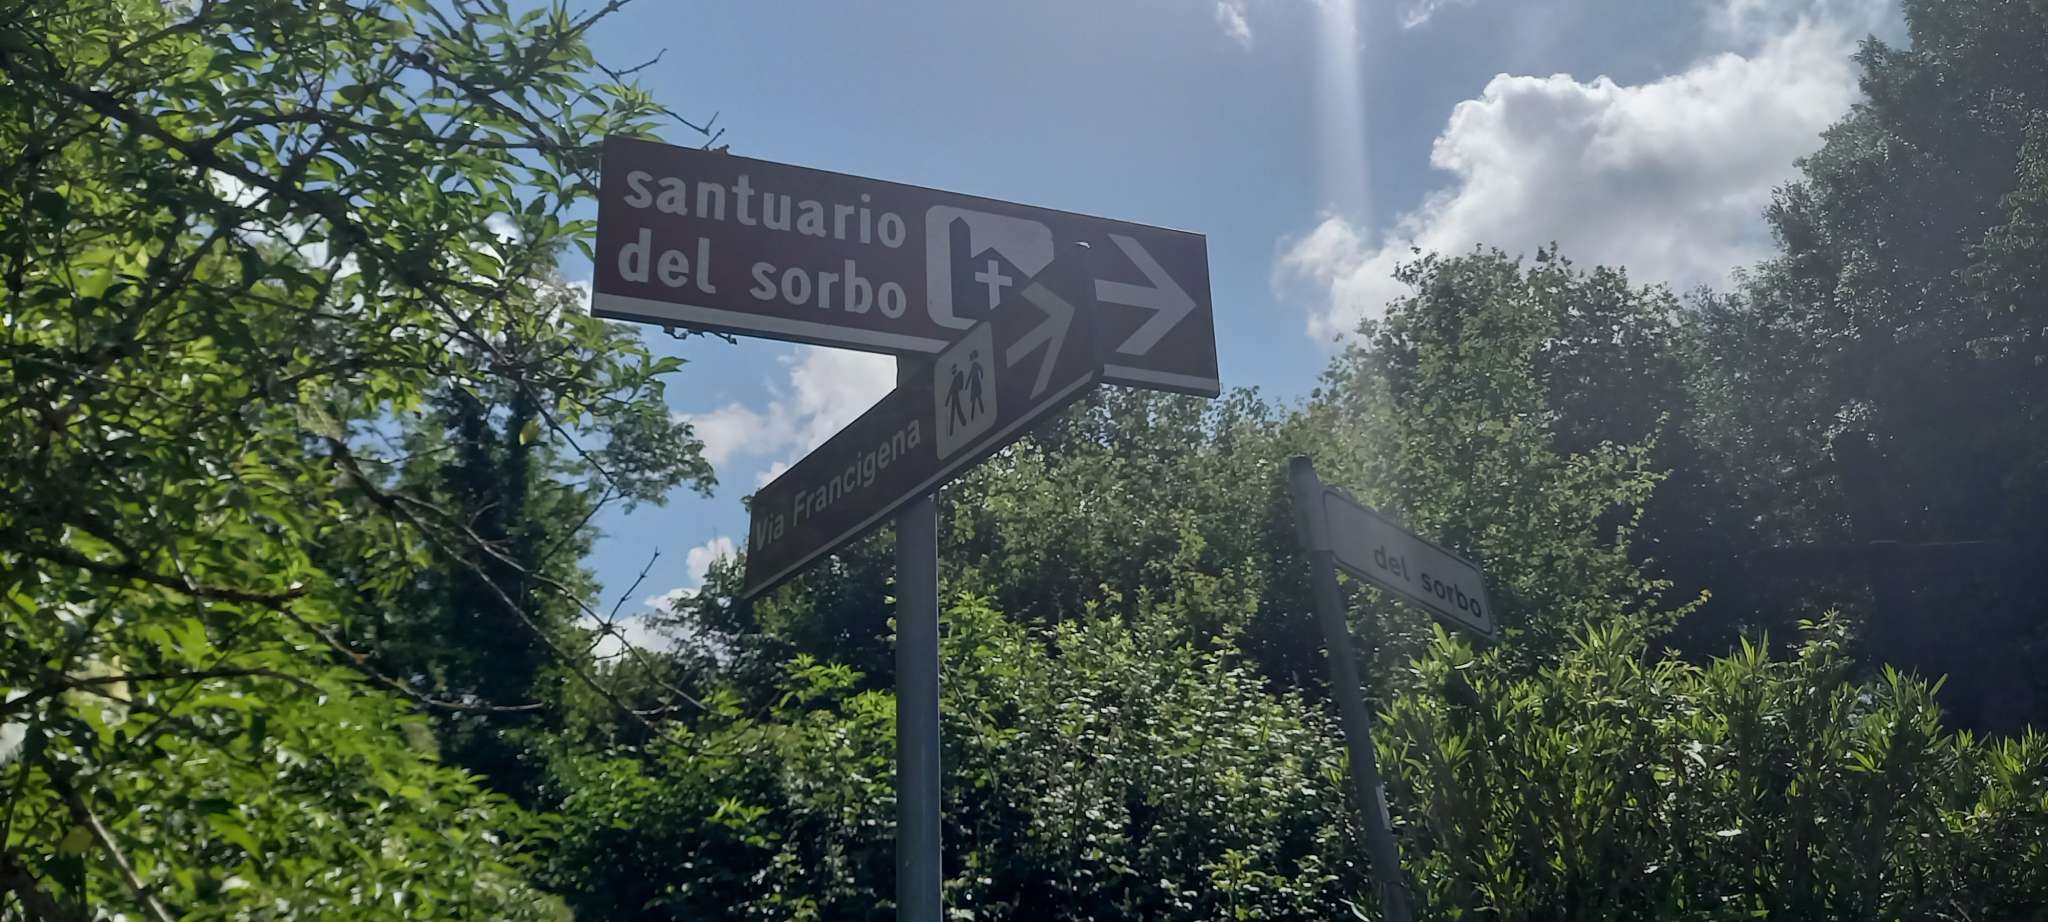 santuario
del sorbo
Via Francigena
del sorbo